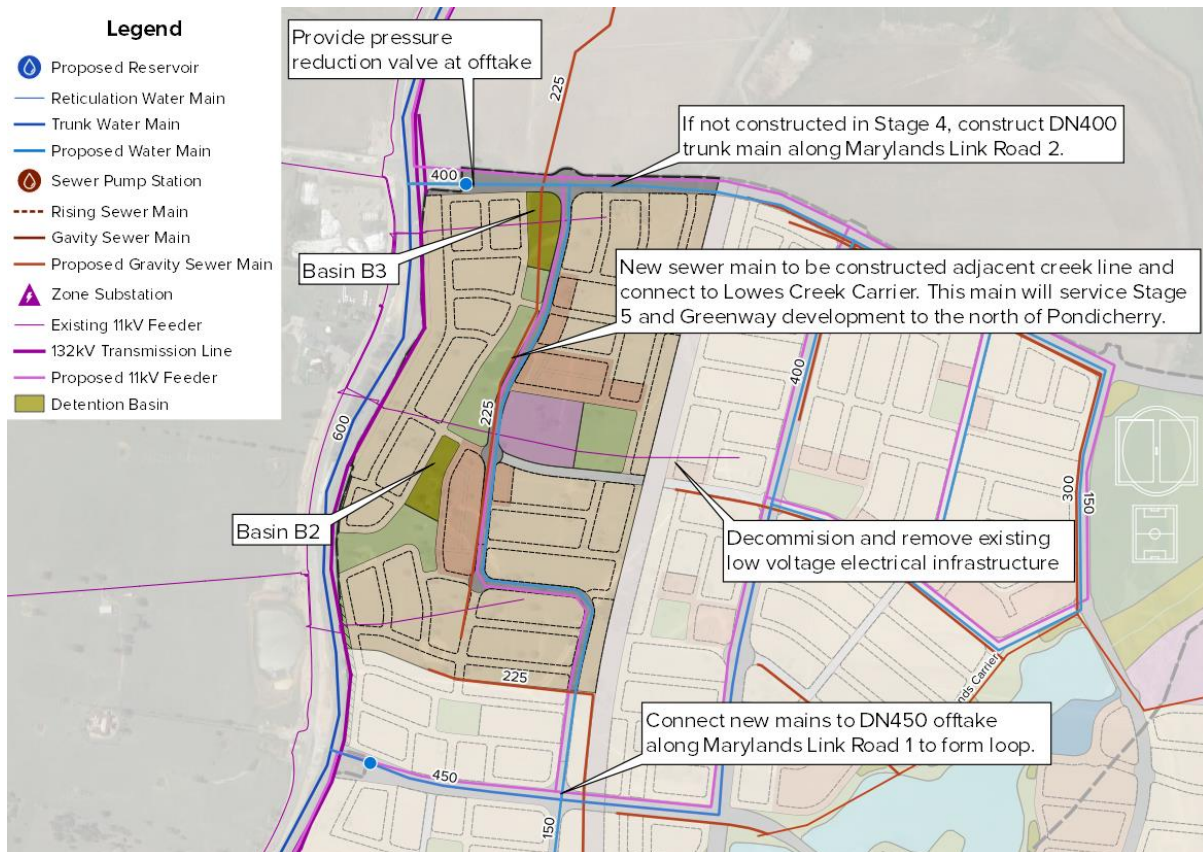 Legend
Proposed Reservoir
Reticulation Water Main
Trunk Water Main
Proposed Water Main
Sewer Pump Station
Rising Sewer Main
Gavity Sewer Main
Proposed Gravity Sewer Main
Zone Substation
Existing 11kV Feeder
132kV Transmission Line
Proposed 11kV Feeder
Detention Basin
Provide pressure
reduction valve at offtake
225
If not constructed in Stage 4, construct DN400
trunk main along Marylands Link Road 2.
400
Basin B3
New sewer main to be constructed adjacent creek line and
connect to Lowes Creek Carrier. This main will service Stage
5 and Greenway development to the north of Pondicherry.
400
225
600
300
150
Basin B2
Decommision and remove existing
low voltage electrical infrastructure
225
nds Carrier
Connect new mains to DN450 offtake
along Marylands Link Road 1 to form loop.
450
150